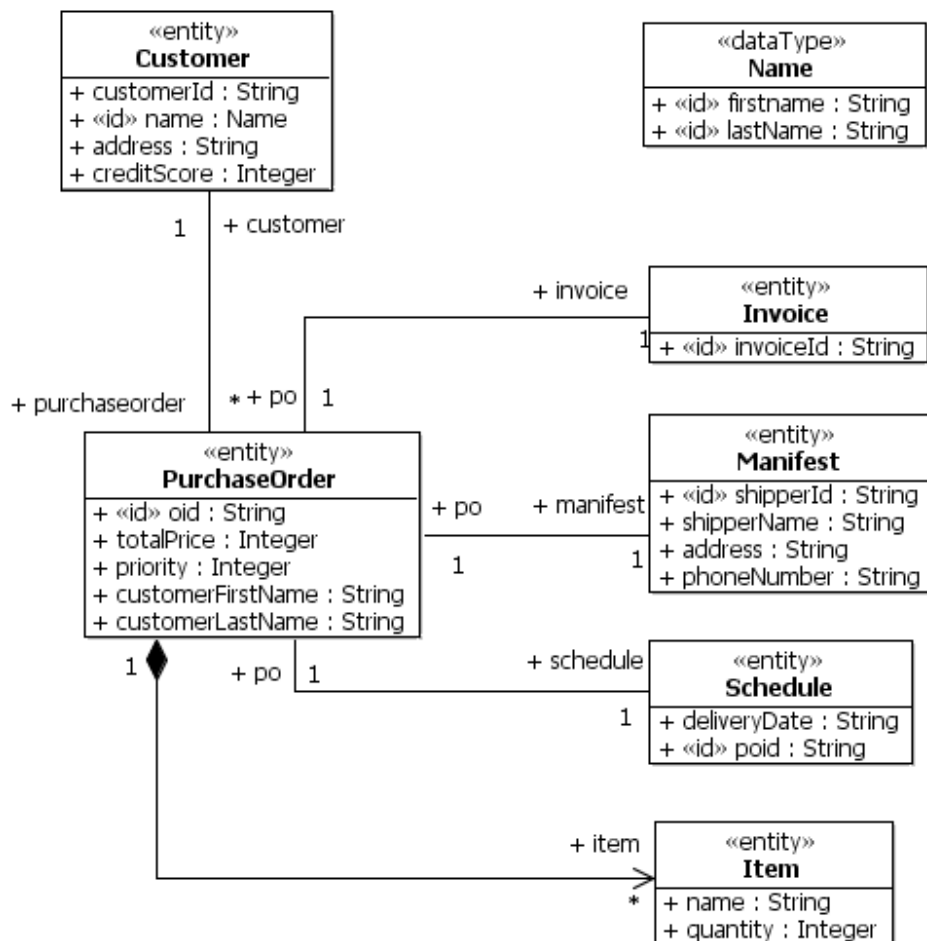 «entity»
Customer
+ customerId : String
+ «id» name : Name
+ address : String
+ creditScore : Integer
«dataType»
Name
+ «id» firstname : String
+ «id» lastName : String
1
+ customer
+ invoice
«entity»
Invoice
+ «id» invoiceId : String
1
+ purchaseorder
*
+ po
1
«entity»
PurchaseOrder
+ «id» oid : String
+ totalPrice : Integer
+ priority : Integer
+ customerFirstName : String
+ customerLastName : String
+ po
1
+ manifest
1
«entity»
Manifest
+ «id» shipperId : String
+ shipperName : String
+ address : String
+ phoneNumber : String
1
+ po
1
+ schedule
1
«entity»
Schedule
+ deliveryDate : String
+ «id» poid : String
+ item
*
«entity»
Item
+ name : String
+ quantity : Integer